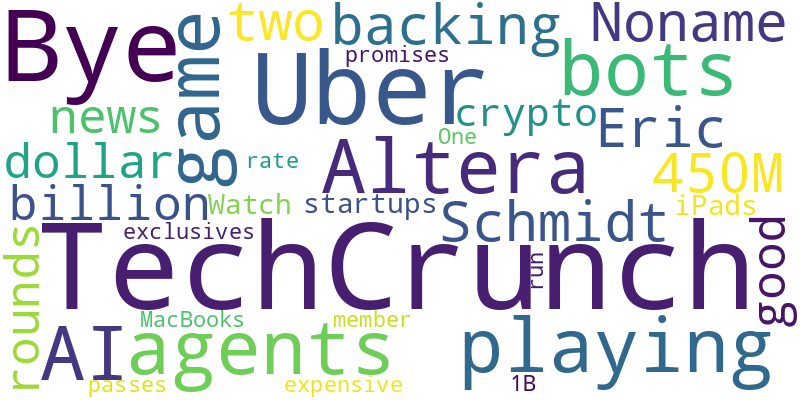 Bye
game
two
backing
Noname
promises
Uber
bots
news
crypto
Eric
One
dollar
rate
Altera
450M
billion
Watch
startups
Schmidt
iPads
exclusives
TechCrunch
run
good
rounds
MacBooks
member
AI
agents
playing
passes
expensive
1B